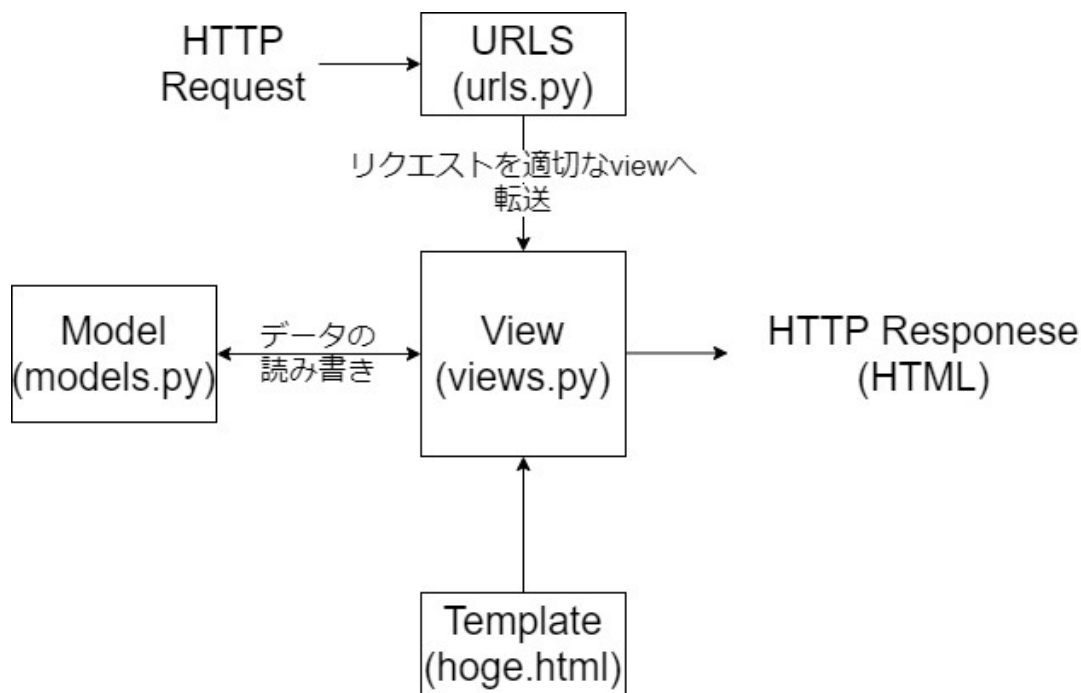 HTTP
Request
URLS
(urls.py)
リクエストを適切なviewへ
転送
Model
(models.py)
データの
読み書き
View
(views.py)
HTTP Responese
(HTML)
Template
(hoge.html)